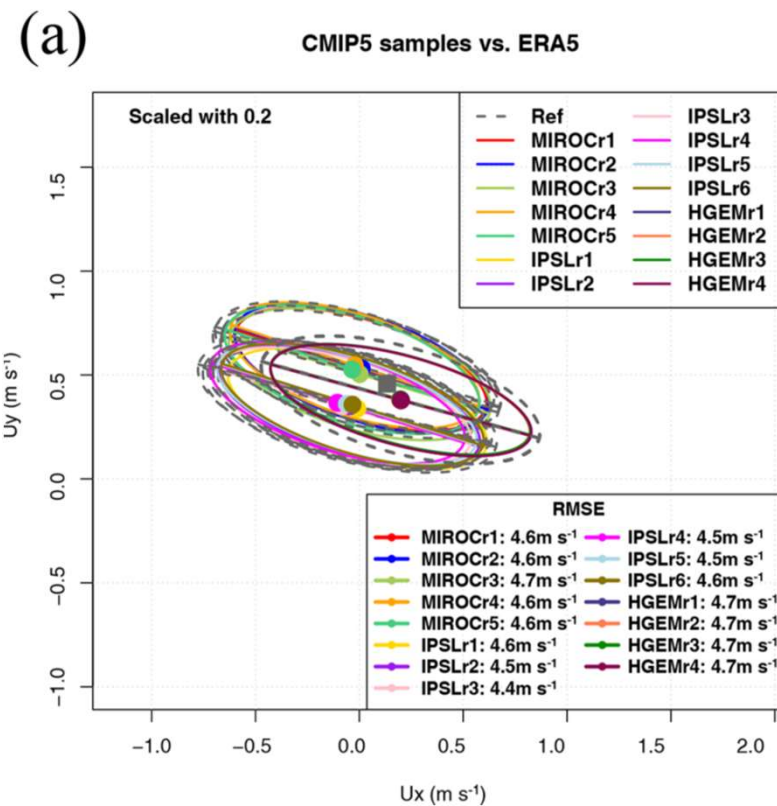 (a)
CMIP5 samples vs. ERA5
Scaled with 0.2
Ref
MIROCr1
MIROCr2
MIROCr3
MIROCr4
MIROCr5
IPSLr1
IPSLr2
IPSLr3
IPSLr4
IPSLr5
IPSLr6
HGEMr1
HGEMr2
HGEMr3
HGEMr4
Uy (m s⁻¹)
1.5
1.0
0.5
0.0
−0.5
−1.0
RMSE
MIROCr1: 4.6m s⁻¹
MIROCr2: 4.6m s⁻¹
MIROCr3: 4.7m s⁻¹
MIROCr4: 4.6m s⁻¹
MIROCr5: 4.6m s⁻¹
IPSLr1: 4.6m s⁻¹
IPSLr2: 4.5m s⁻¹
IPSLr3: 4.4m s⁻¹
IPSLr4: 4.5m s⁻¹
IPSLr5: 4.5m s⁻¹
IPSLr6: 4.6m s⁻¹
HGEMr1: 4.7m s⁻¹
HGEMr2: 4.7m s⁻¹
HGEMr3: 4.7m s⁻¹
HGEMr4: 4.7m s⁻¹
−1.0 −0.5 0.0 0.5 1.0 1.5 2.0
Ux (m s⁻¹)